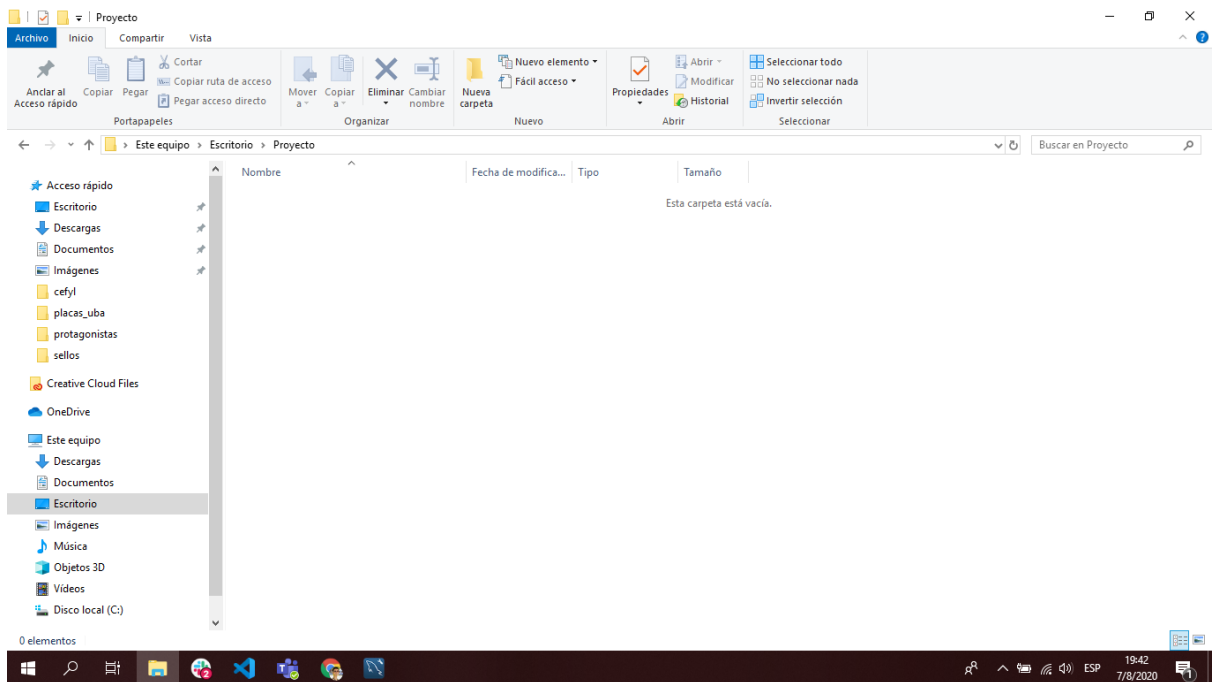 Proyecto
Archivo Inicio Compartir Vista
Anclar al Acceso rápido
Copiar
Pegar
Cortar
Copiar ruta de acceso
Pegar acceso directo
Portapapeles
Mover a
Copiar a
Eliminar
Cambiar nombre
Organizar
Nueva carpeta
Nuevo elemento
Fácil acceso
Nuevo
Propiedades
Abrir
Modificar
Historial
Abrir
Seleccionar todo
No seleccionar nada
Invertir selección
Seleccionar
Este equipo > Escritorio > Proyecto
Buscar en Proyecto
Nombre Fecha de modifica... Tipo Tamaño
Esta carpeta está vacía.
Acceso rápido
Escritorio
Descargas
Documentos
Imágenes
cefyl
placas_uba
protagonistas
sellos
Creative Cloud Files
OneDrive
Este equipo
Descargas
Documentos
Escritorio
Imágenes
Música
Objetos 3D
Vídeos
Disco local (C:)
0 elementos
ESP
19:42
7/8/2020